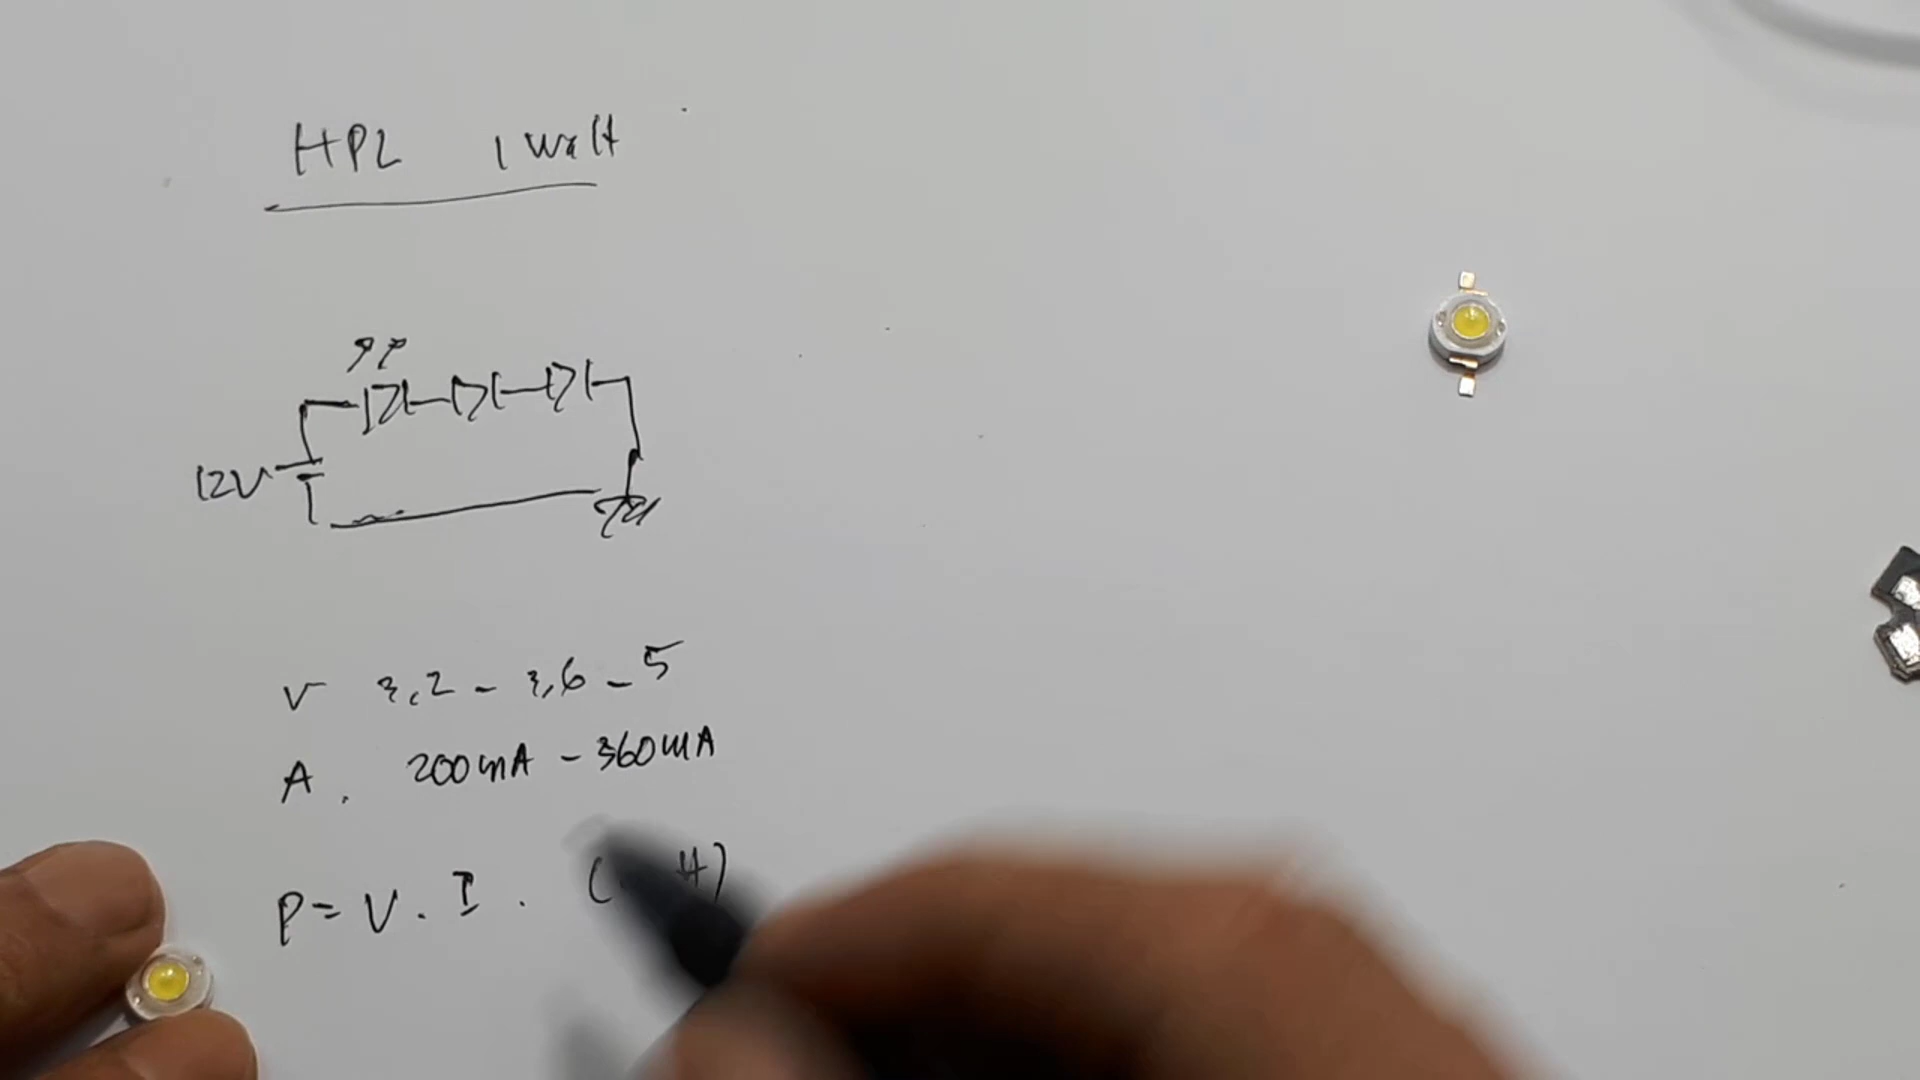 HPL 1 Watt
12V
V 3,2 - 3,6 - 5
A. 200mA - 360mA
P = V . I .